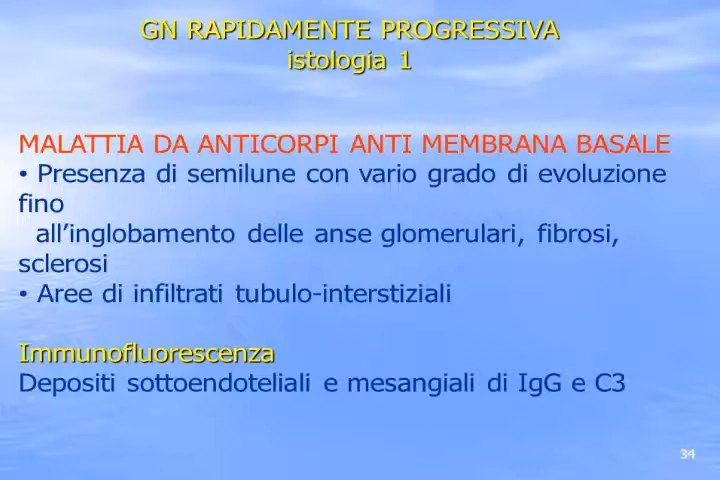 GN RAPIDAMENTE PROGRESSIVA
istologia 1
MALATTIA DA ANTICORPI ANTI MEMBRANA BASALE
• Presenza di semilune con vario grado di evoluzione
fino
all’inglobamento delle anse glomerulari, fibrosi,
sclerosi
• Aree di infiltrati tubulo-interstiziali
Immunofluorescenza
Depositi sottoendoteliali e mesangiali di IgG e C3
34